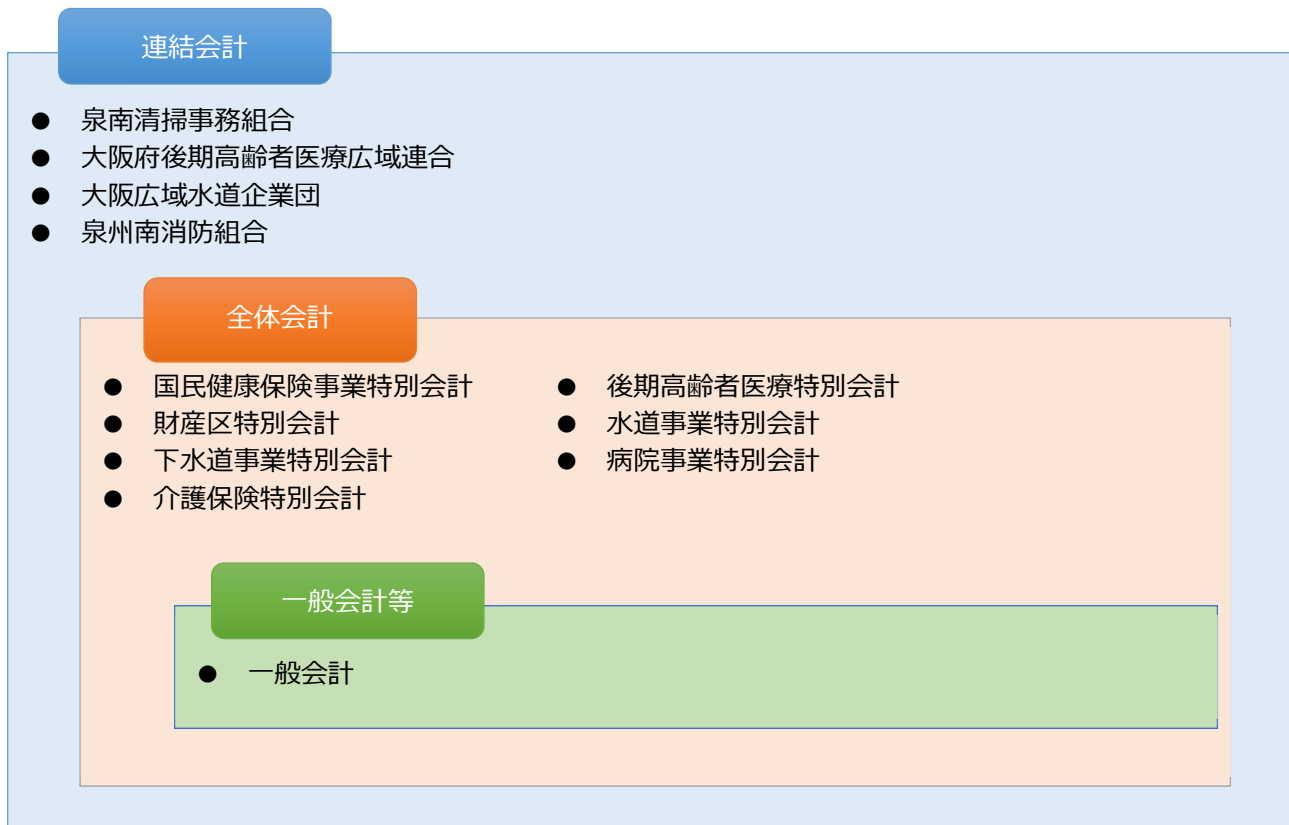 連結会計
● 泉南清掃事務組合
● 大阪府後期高齢者医療広域連合
● 大阪広域水道企業団
● 泉州南消防組合
全体会計
● 国民健康保険事業特別会計
● 財産区特別会計
● 下水道事業特別会計
● 介護保険特別会計
● 後期高齢者医療特別会計
● 水道事業特別会計
● 病院事業特別会計
一般会計等
● 一般会計